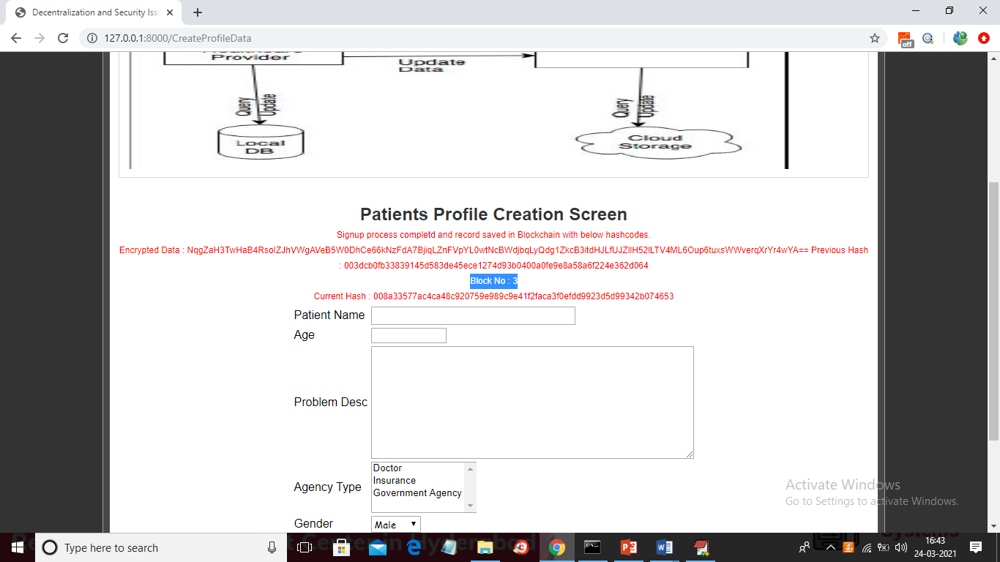 Decentralization and Security Iss
127.0.0.1:8000/CreateProfileData
off
Provider
Update
Data
Query
Update
Query
Update
Local
DB
Cloud
Storage
Patients Profile Creation Screen
Signup process completd and record saved in Blockchain with below hashcodes.
Encrypted Data : NqgZaH3TwHaB4RsolZJhVWgAVeB5W0DhCe66kNzFdA7BjiqLZnFVpYL0wtNcBWdjbqLyQdg1ZkcB3itdHJLfUJZIlH52ILTV4ML6Oup6tuxsWWverqXrYr4wYA== Previous Hash
: 003dcb0fb33839145d583de45ece1274d93b0400a0fe9e8a58a6f224e362d064
Block No : 3
Current Hash : 008a33577ac4ca48c920759e989c9e41f2faca3f0efdd9923d5d99342b074653
Patient Name
Age
Problem Desc
Agency Type
Doctor
Insurance
Government Agency
Gender
Male
Activate Windows
Go to Settings to activate Windows.
Type here to search
16:43
24-03-2021